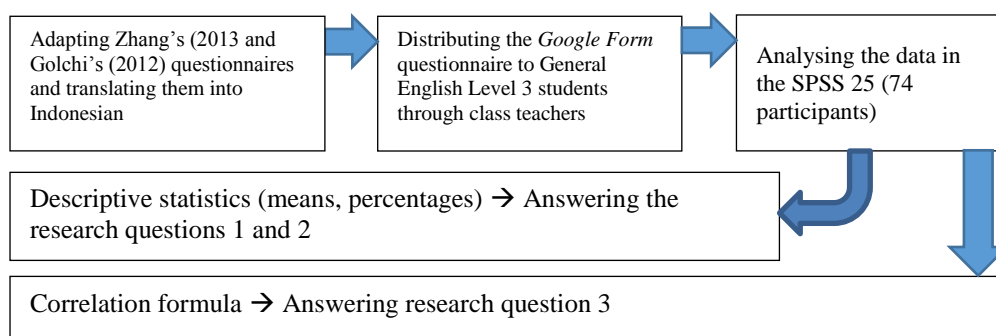 Adapting Zhang's (2013 and
Golchi's (2012) questionnaires
and translating them into
Indonesian
Distributing the Google Form
questionnaire to General
English Level 3 students
through class teachers
Analysing the data in
the SPSS 25 (74
participants)
Descriptive statistics (means, percentages) → Answering the
research questions 1 and 2
Correlation formula → Answering research question 3